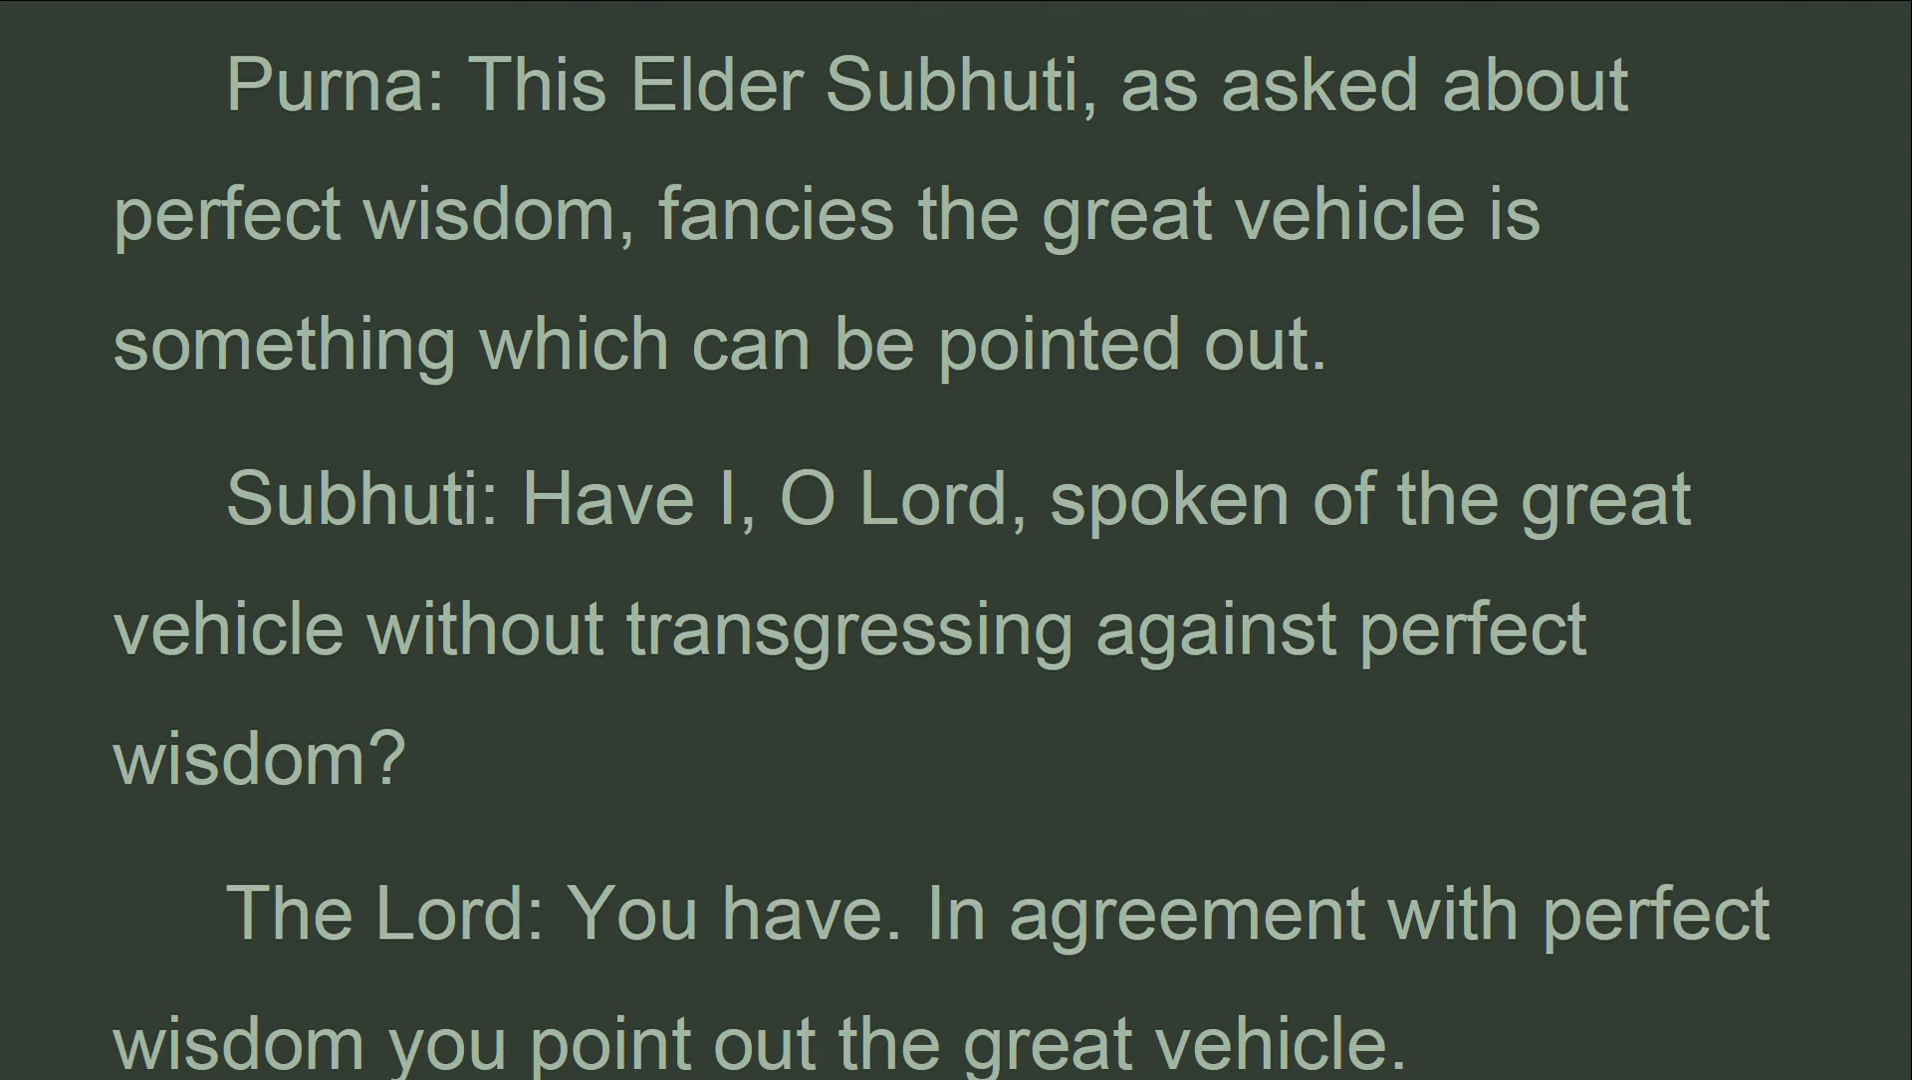 Purna: This Elder Subhuti, as asked about
perfect wisdom, fancies the great vehicle is
something which can be pointed out.
Subhuti: Have I, O Lord, spoken of the great
vehicle without transgressing against perfect
wisdom?
The Lord: You have. In agreement with perfect
wisdom you point out the great vehicle.